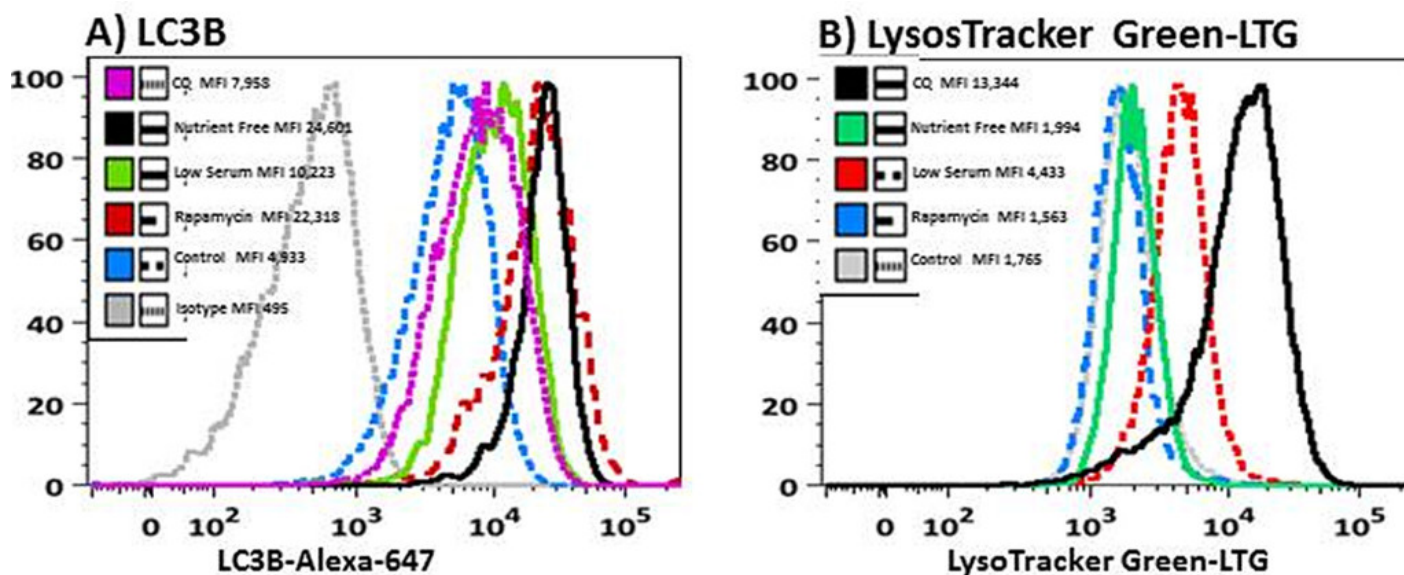 A) LC3B
100
80
60
40
20
0
CQ MFI 7,958
Nutrient Free MFI 24,601
Low Serum MFI 10,223
Rapamycin MFI 22,318
Control MFI 4,933
Isotype MFI 495
0 10² 10³ 10⁴ 10⁵
LC3B-Alexa-647
B) LysosTracker Green-LTG
100
80
60
40
20
0
CQ MFI 13,344
Nutrient Free MFI 1,994
Low Serum MFI 4,433
Rapamycin MFI 1,563
Control MFI 1,765
0 10² 10³ 10⁴ 10⁵
LysoTracker Green-LTG